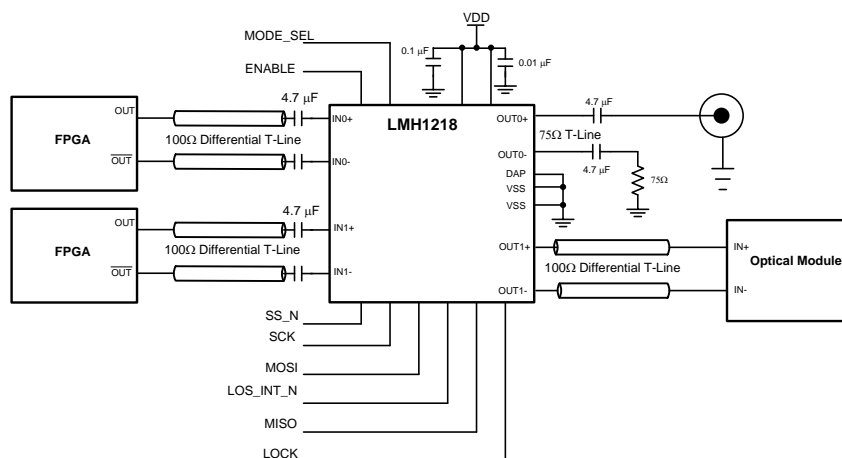 VDD
MODE_SEL
0.1 μF
0.01 μF
ENABLE
4.7 μF
4.7 μF
LMH1218
OUT
IN0+
OUT0+
FPGA
100Ω Differential T-Line
75Ω T-Line
OUT
IN0-
OUT0-
4.7 μF
75Ω
DAP
VSS
VSS
4.7 μF
OUT
IN1+
OUT1+
IN+
FPGA
100Ω Differential T-Line
100Ω Differential T-Line
Optical Module
OUT
IN1-
OUT1-
IN-
SS_N
SCK
MOSI
LOS_INT_N
MISO
LOCK